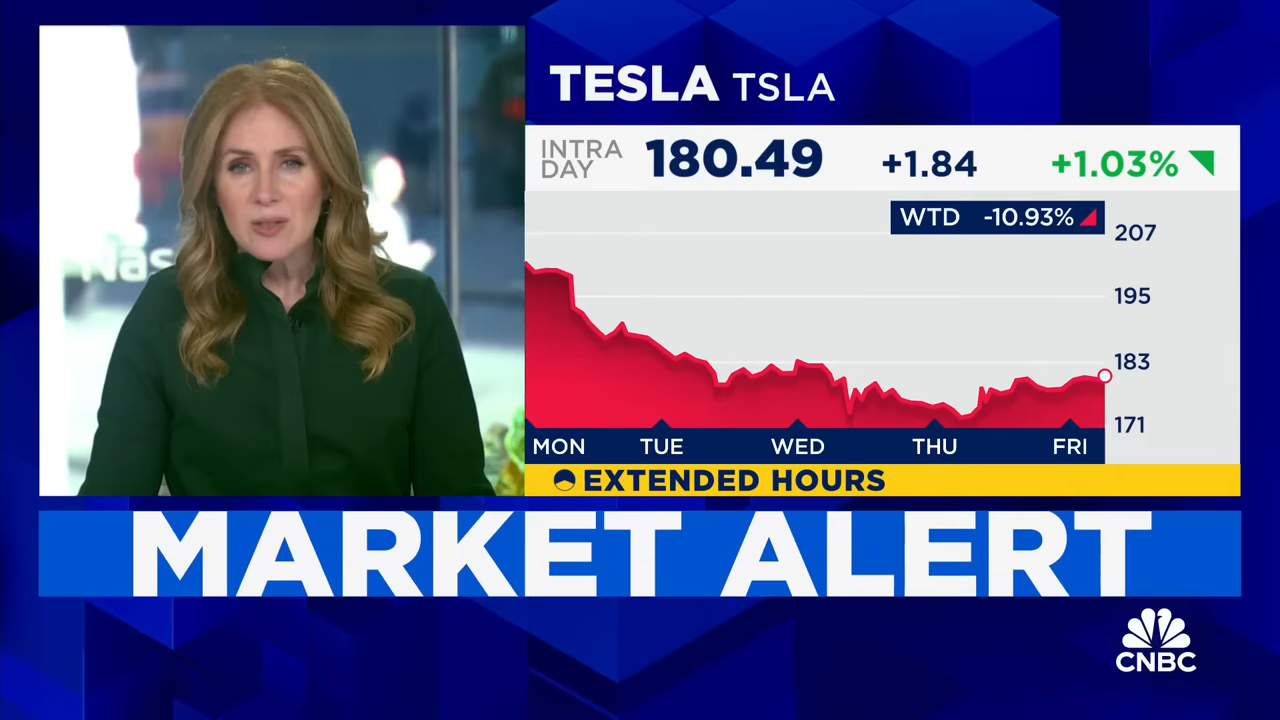 Nas
TESLA TSLA
INTRA DAY 180.49 +1.84 +1.03%
WTD -10.93%
207
195
183
171
MON TUE WED THU FRI
EXTENDED HOURS
MARKET ALERT
CNBC